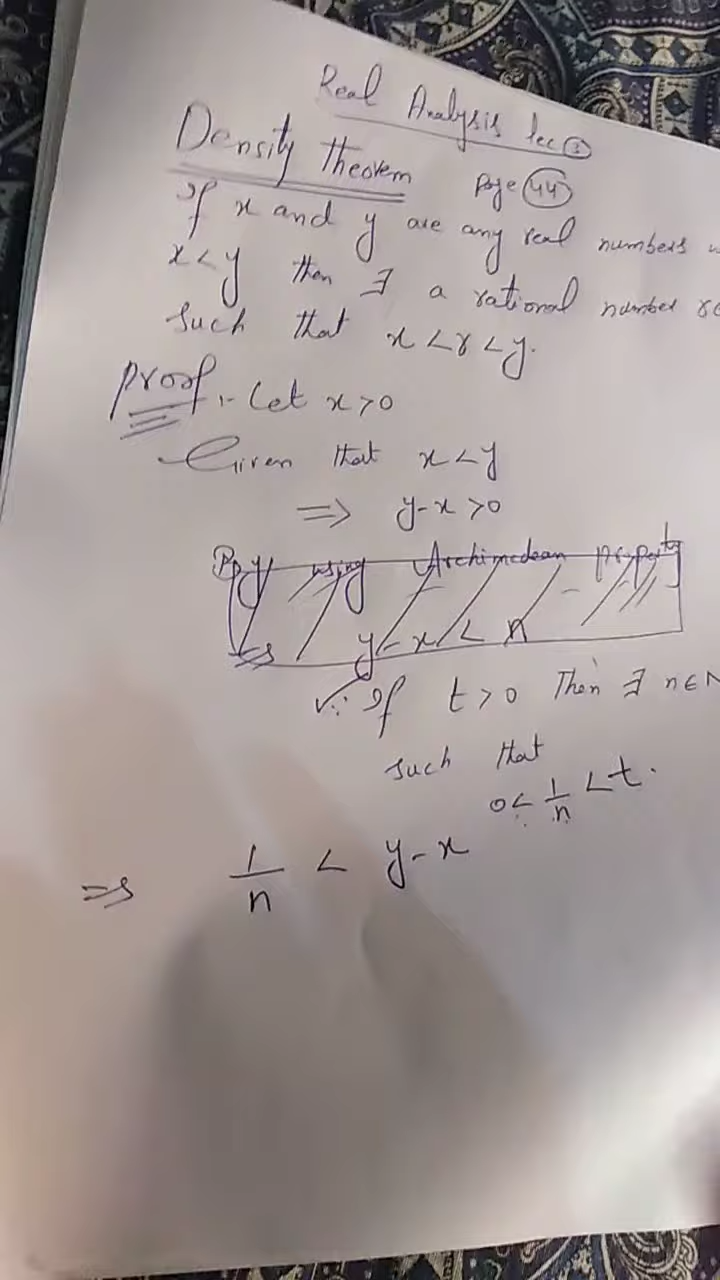 Real Analysis lec ③
Density theorem Page 44
If x and y are any real numbers
x < y then ∃ a rational number
such that x < r < y.
Proof :- Let x > 0
Given that x < y
⇒ y - x > 0
By using Archimedean property
⇒ y - x < n
∵ If t > 0 Then ∃ n ∈ N
such that
0 < 1/n < t.
⇒ 1/n < y - x